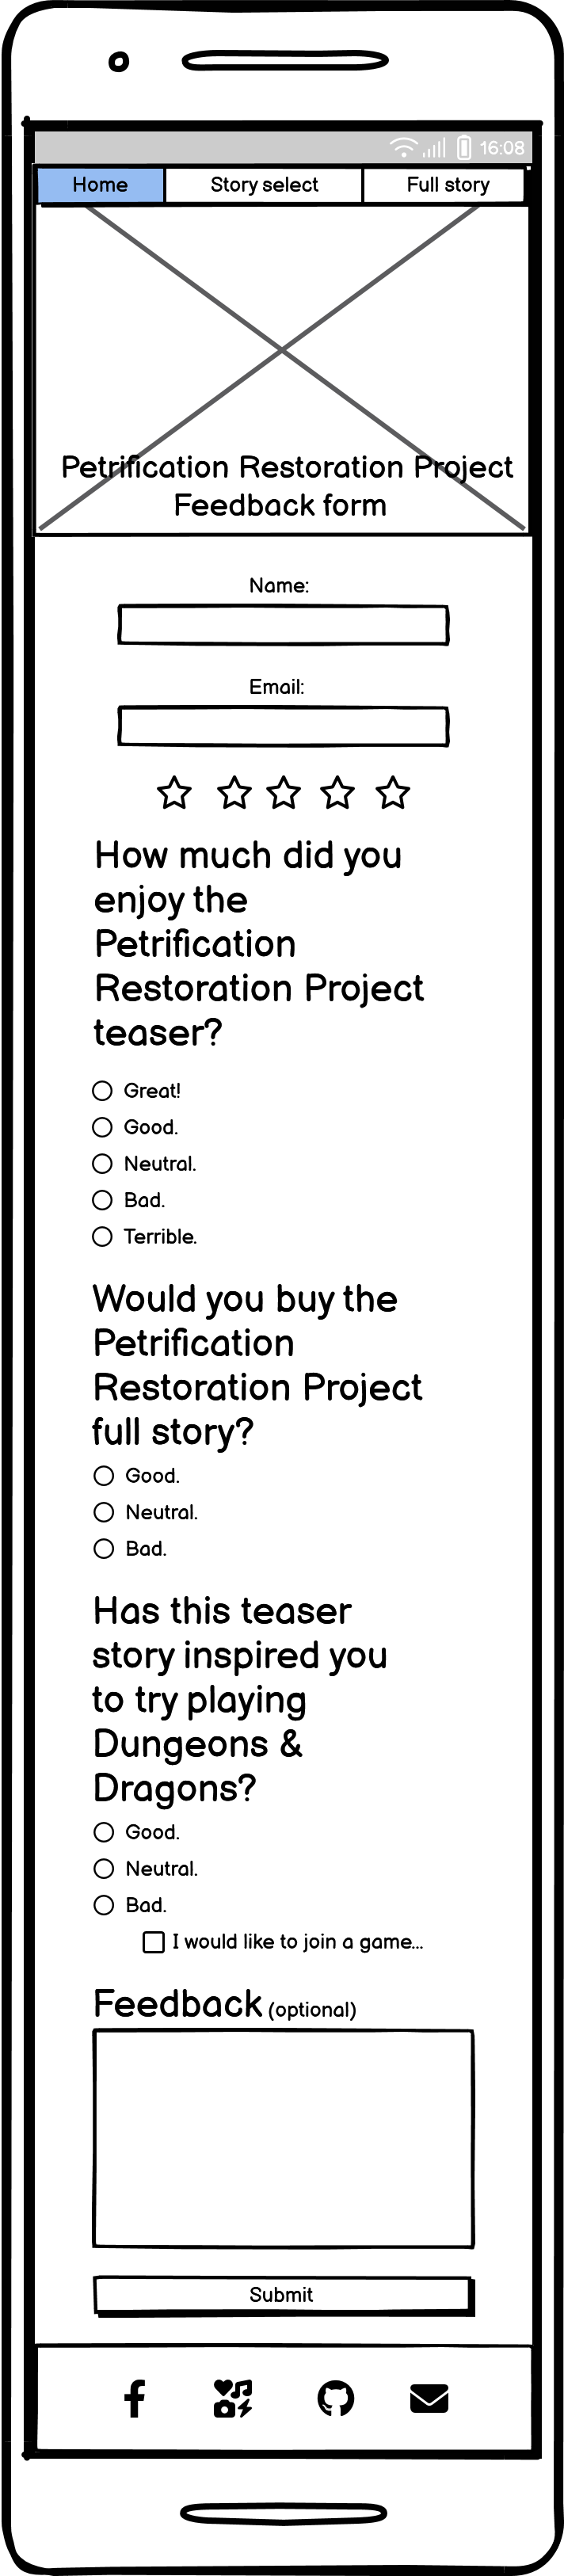 16:08
Home Story select Full story
Petrification Restoration Project
Feedback form
Name:
Email:
How much did you
enjoy the
Petrification
Restoration Project
teaser?
Great!
Good.
Neutral.
Bad.
Terrible.
Would you buy the
Petrification
Restoration Project
full story?
Good.
Neutral.
Bad.
Has this teaser
story inspired you
to try playing
Dungeons &
Dragons?
Good.
Neutral.
Bad.
I would like to join a game...
Feedback (optional)
Submit